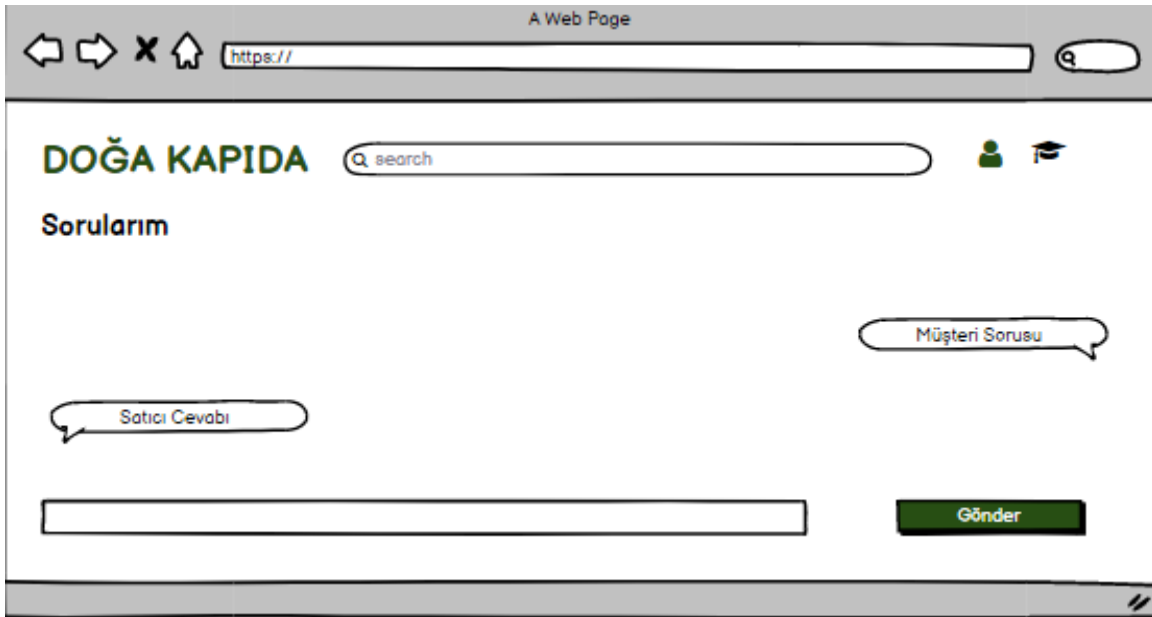 A Web Page
https://
DOĞA KAPIDA
search
Sorularım
Müşteri Sorusu
Satıcı Cevabı
Gönder